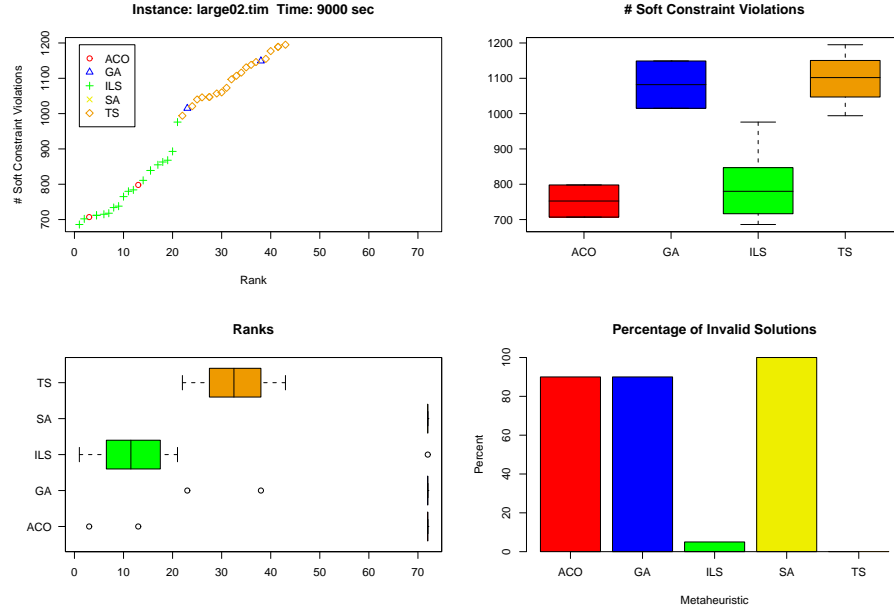 Instance: large02.tim  Time: 9000 sec
# Soft Constraint Violations
1200
1100
1000
900
800
700
ACO
GA
ILS
SA
TS
0 10 20 30 40 50 60 70
Rank
# Soft Constraint Violations
1200
1100
1000
900
800
700
ACO GA ILS TS
Ranks
TS
SA
ILS
GA
ACO
0 10 20 30 40 50 60 70
Percentage of Invalid Solutions
Percent
100
80
60
40
20
0
ACO GA ILS SA TS
Metaheuristic